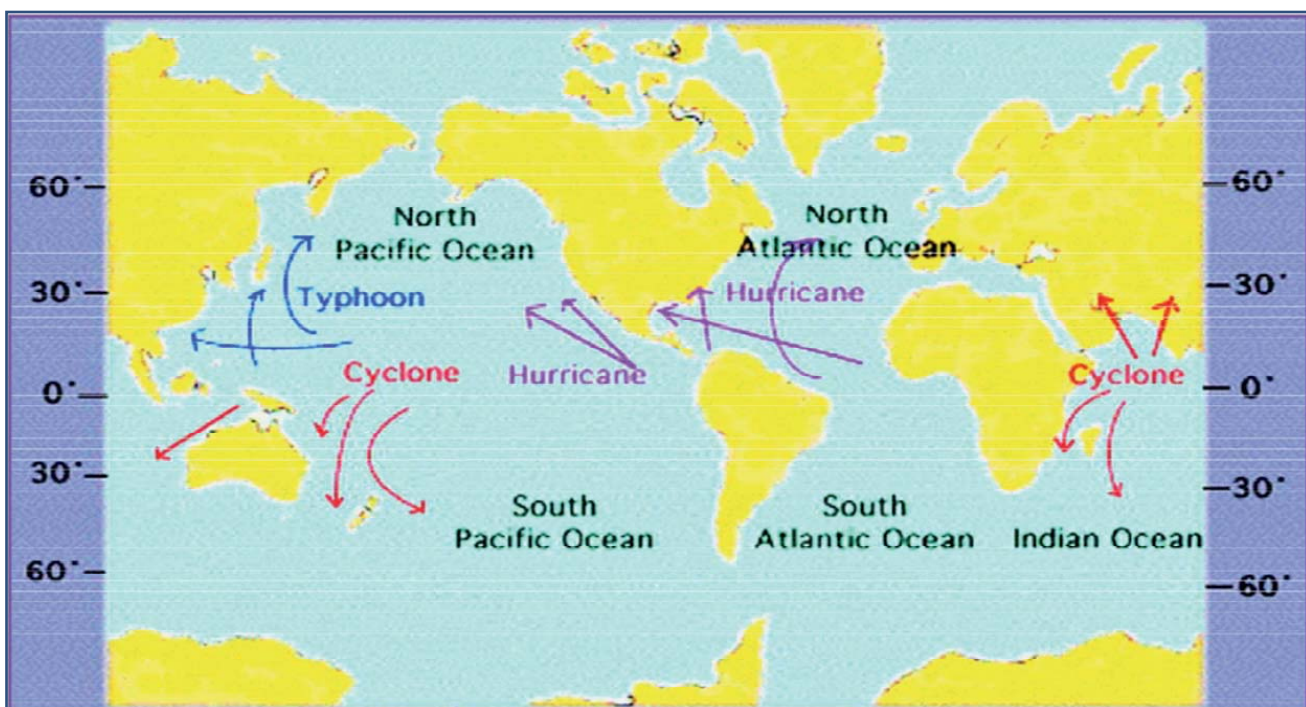 60°
60°
North
Pacific Ocean
North
Atlantic Ocean
30°
Typhoon
Hurricane
30°
Cyclone
Hurricane
Cyclone
0°
0°
30°
30°
South
Pacific Ocean
South
Atlantic Ocean
Indian Ocean
60°
60°